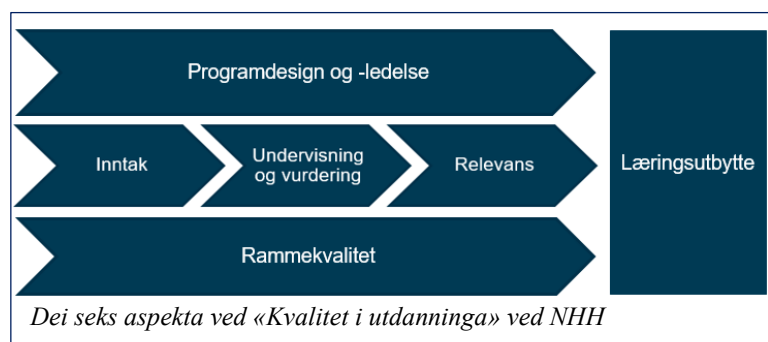 Programdesign og -ledelse
Inntak
Undervisning
og vurdering
Relevans
Læringsutbytte
Rammekvalitet
Dei seks aspekta ved «Kvalitet i utdanninga» ved NHH